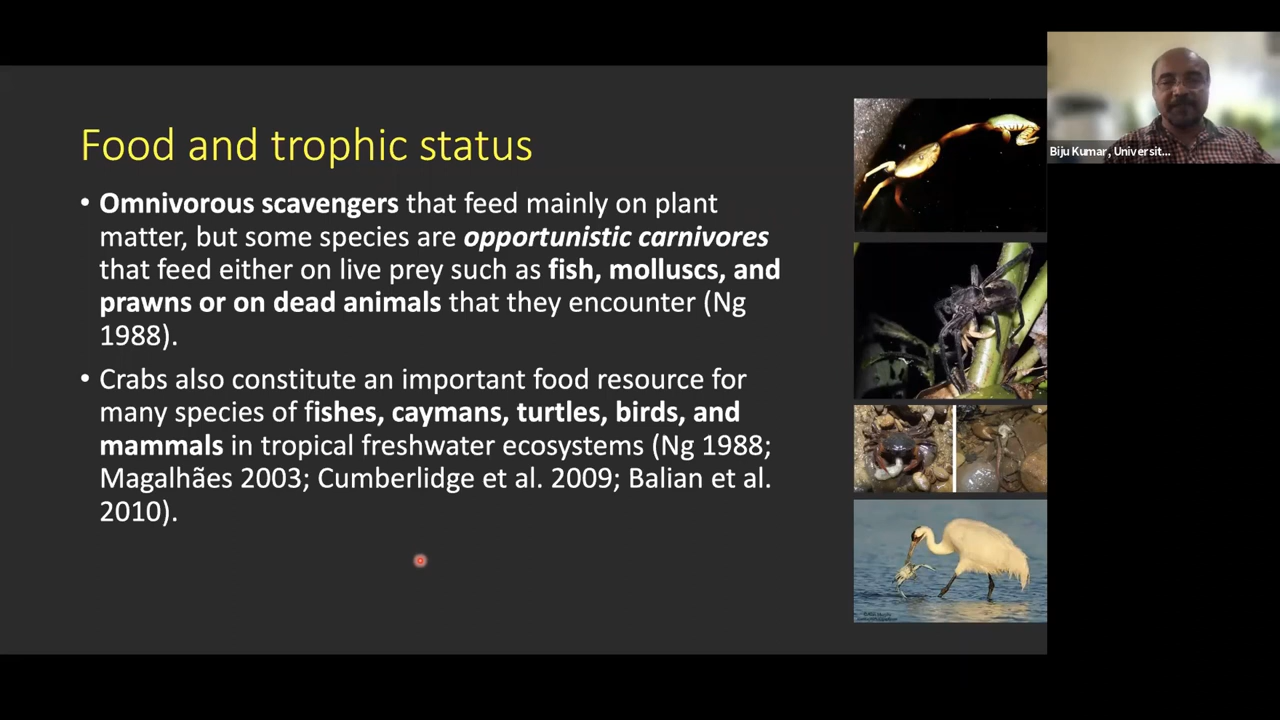 Food and trophic status
• Omnivorous scavengers that feed mainly on plant
matter, but some species are opportunistic carnivores
that feed either on live prey such as fish, molluscs, and
prawns or on dead animals that they encounter (Ng
1988).
• Crabs also constitute an important food resource for
many species of fishes, caymans, turtles, birds, and
mammals in tropical freshwater ecosystems (Ng 1988;
Magalhães 2003; Cumberlidge et al. 2009; Balian et al.
2010).
Biju Kumar, Universit...